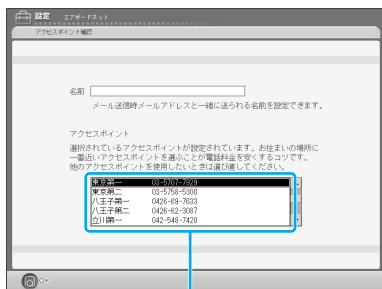 設定 エアボードネット
アクセスポイント確認
名前
メール送信時メールアドレスと一緒に送られる名前を設定できます。
アクセスポイント
選択されているアクセスポイントが設定されています。お住まいの場所に
一番近いアクセスポイントを選ぶことが電話料金を安くするコツです。
他のアクセスポイントを使用したいときは選び直してください。
東京第一 03-5707-7929
東京第二 03-5758-5300
八王子第一 0426-69-7633
八王子第二 0426-62-3087
立川第一 042-548-7420
OK